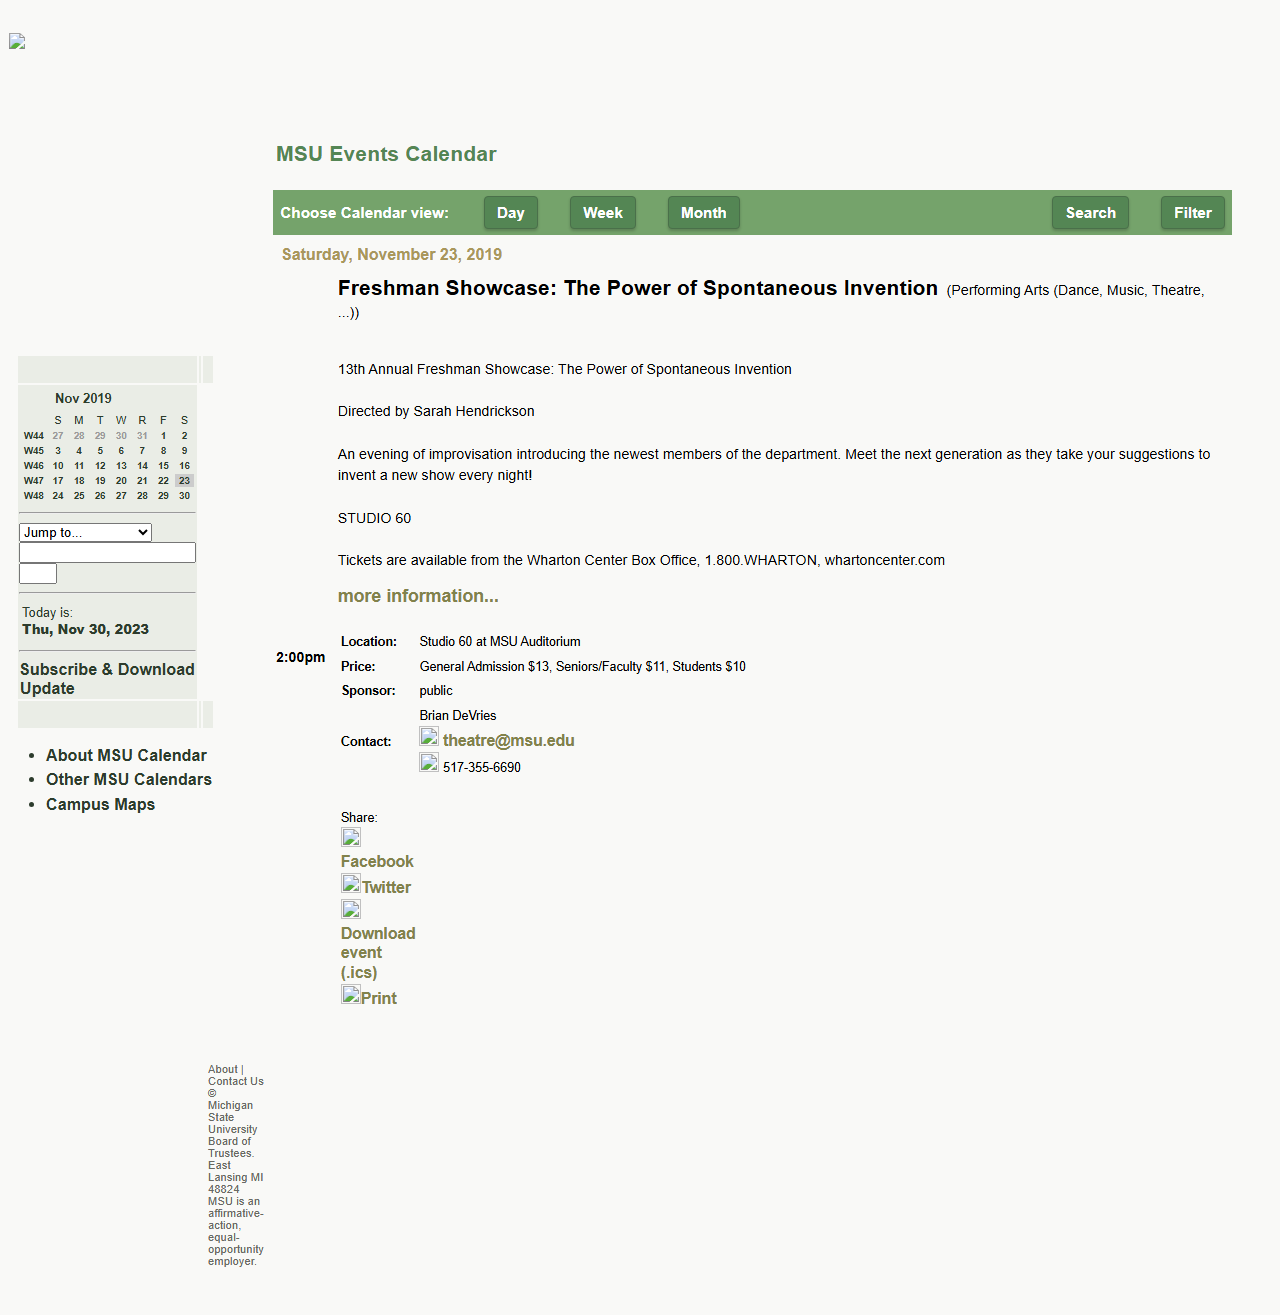 MSU Events Calendar
Choose Calendar view: Day Week Month Search Filter
Saturday, November 23, 2019
Freshman Showcase: The Power of Spontaneous Invention (Performing Arts (Dance, Music, Theatre,
...))
13th Annual Freshman Showcase: The Power of Spontaneous Invention
Directed by Sarah Hendrickson
An evening of improvisation introducing the newest members of the department. Meet the next generation as they take your suggestions to
invent a new show every night!
STUDIO 60
Tickets are available from the Wharton Center Box Office, 1.800.WHARTON, whartoncenter.com
more information...
2:00pm
Location: Studio 60 at MSU Auditorium
Price: General Admission $13, Seniors/Faculty $11, Students $10
Sponsor: public
Contact: Brian DeVries
theatre@msu.edu
517-355-6690
Share:
Facebook
Twitter
Download
event
(.ics)
Print
Nov 2019
S M T W R F S
W44 27 28 29 30 31 1 2
W45 3 4 5 6 7 8 9
W46 10 11 12 13 14 15 16
W47 17 18 19 20 21 22 23
W48 24 25 26 27 28 29 30
Jump to...
Today is:
Thu, Nov 30, 2023
Subscribe & Download
Update
• About MSU Calendar
• Other MSU Calendars
• Campus Maps
About |
Contact Us
©
Michigan
State
University
Board of
Trustees.
East
Lansing MI
48824
MSU is an
affirmative-
action,
equal-
opportunity
employer.